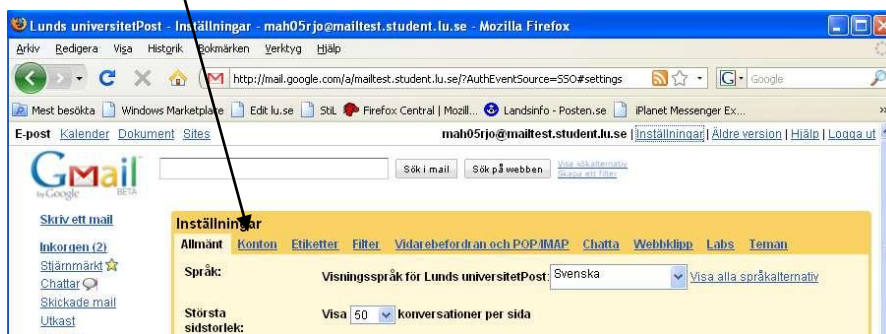 Lunds universitetPost - Inställningar - mah05rjo@mailtest.student.lu.se - Mozilla Firefox
Arkiv Redigera Visa Historik Bokmärken Verktyg Hjälp
http://mail.google.com/a/mailtest.student.lu.se/?AuthEventSource=SSO#settings Google
Mest besökta Windows Marketplace Edit lu.se StiL Firefox Central | Mozill... Landsinfo - Posten.se iPlanet Messenger Ex...
E-post Kalender Dokument Sites mah05rjo@mailtest.student.lu.se | Inställningar | Äldre version | Hjälp | Logga ut
Gmail by Google BETA Sök i mail Sök på webben Visa sökalternativ
Skapa ett filter
Skriv ett mail
Inställningar
Inkorgen (2) Allmänt Konton Etiketter Filter Vidarebefordran och POP/IMAP Chatta Webbklipp Labs Teman
Stjärnmärkt Språk: Visningsspråk för Lunds universitetPost: Svenska Visa alla språkalternativ
Chattar
Skickade mail
Största sidstorlek: Visa 50 konversationer per sida
Utkast